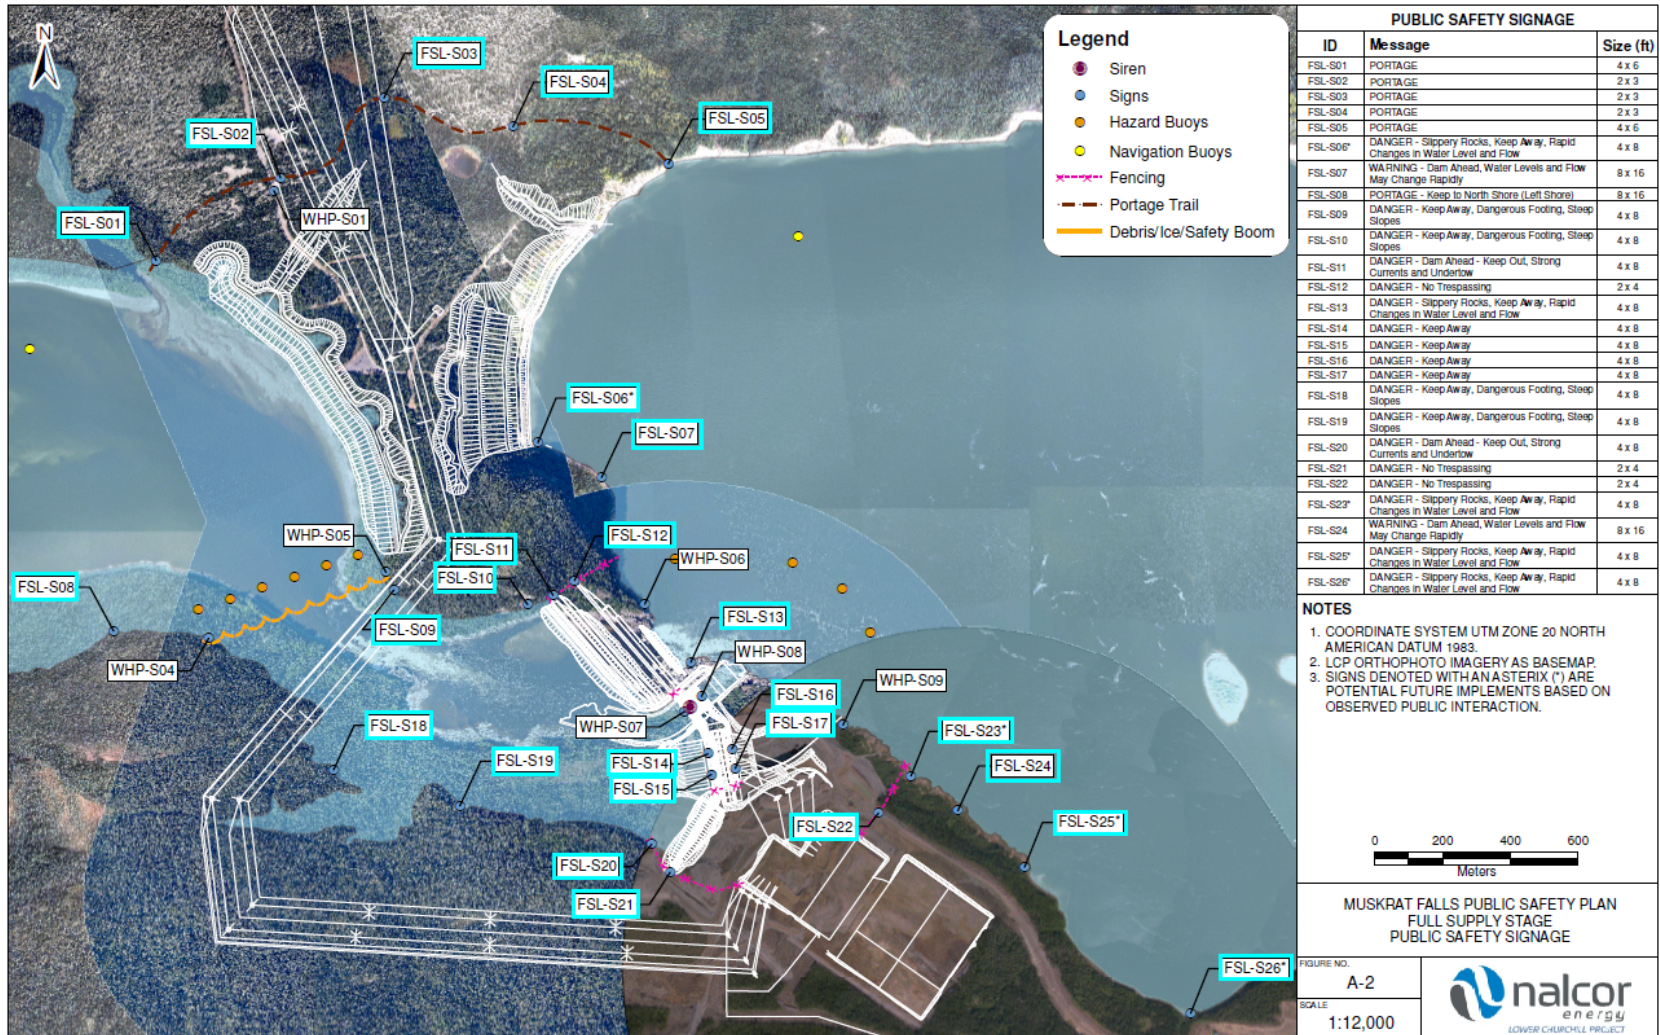 N
FSL-S03
FSL-S04
FSL-S02
FSL-S05
WHP-S01
FSL-S01
FSL-S06*
FSL-S07
WHP-S05
FSL-S11
FSL-S12
FSL-S10
WHP-S06
FSL-S08
FSL-S09
FSL-S13
WHP-S04
WHP-S08
WHP-S09
FSL-S16
FSL-S18
WHP-S07
FSL-S17
FSL-S23*
FSL-S19
FSL-S14
FSL-S24
FSL-S15
FSL-S22
FSL-S25*
FSL-S20
FSL-S21
FSL-S26*
Legend
Siren
Signs
Hazard Buoys
Navigation Buoys
Fencing
Portage Trail
Debris/Ice/Safety Boom
PUBLIC SAFETY SIGNAGE
ID Message Size (ft)
FSL-S01 PORTAGE 4 x 6
FSL-S02 PORTAGE 2 x 3
FSL-S03 PORTAGE 2 x 3
FSL-S04 PORTAGE 2 x 3
FSL-S05 PORTAGE 4 x 6
FSL-S06* DANGER - Slippery Rocks, Keep Away, Rapid
Changes in Water Level and Flow 4 x 8
FSL-S07 WARNING - Dam Ahead, Water Levels and Flow
May Change Rapidly 8 x 16
FSL-S08 PORTAGE - Keep to North Shore (Left Shore) 8 x 16
FSL-S09 DANGER - Keep Away, Dangerous Footing, Steep
Slopes 4 x 8
FSL-S10 DANGER - Keep Away, Dangerous Footing, Steep
Slopes 4 x 8
FSL-S11 DANGER - Dam Ahead - Keep Out, Strong
Currents and Undertow 4 x 8
FSL-S12 DANGER - No Trespassing 2 x 4
FSL-S13 DANGER - Slippery Rocks, Keep Away, Rapid
Changes in Water Level and Flow 4 x 8
FSL-S14 DANGER - Keep Away 4 x 8
FSL-S15 DANGER - Keep Away 4 x 8
FSL-S16 DANGER - Keep Away 4 x 8
FSL-S17 DANGER - Keep Away 4 x 8
FSL-S18 DANGER - Keep Away, Dangerous Footing, Steep
Slopes 4 x 8
FSL-S19 DANGER - Keep Away, Dangerous Footing, Steep
Slopes 4 x 8
FSL-S20 DANGER - Dam Ahead - Keep Out, Strong
Currents and Undertow 4 x 8
FSL-S21 DANGER - No Trespassing 2 x 4
FSL-S22 DANGER - No Trespassing 2 x 4
FSL-S23* DANGER - Slippery Rocks, Keep Away, Rapid
Changes in Water Level and Flow 4 x 8
FSL-S24 WARNING - Dam Ahead, Water Levels and Flow
May Change Rapidly 8 x 16
FSL-S25* DANGER - Slippery Rocks, Keep Away, Rapid
Changes in Water Level and Flow 4 x 8
FSL-S26* DANGER - Slippery Rocks, Keep Away, Rapid
Changes in Water Level and Flow 4 x 8
NOTES
1. COORDINATE SYSTEM UTM ZONE 20 NORTH
AMERICAN DATUM 1983.
2. LCP ORTHOPHOTO IMAGERY AS BASEMAP.
3. SIGNS DENOTED WITH AN ASTERIX (*) ARE
POTENTIAL FUTURE IMPLEMENTS BASED ON
OBSERVED PUBLIC INTERACTION.
0 200 400 600
Meters
MUSKRAT FALLS PUBLIC SAFETY PLAN
FULL SUPPLY STAGE
PUBLIC SAFETY SIGNAGE
FIGURE NO.
A-2
SCALE
1:12,000
nalcor
energy
LOWER CHURCHILL PROJECT